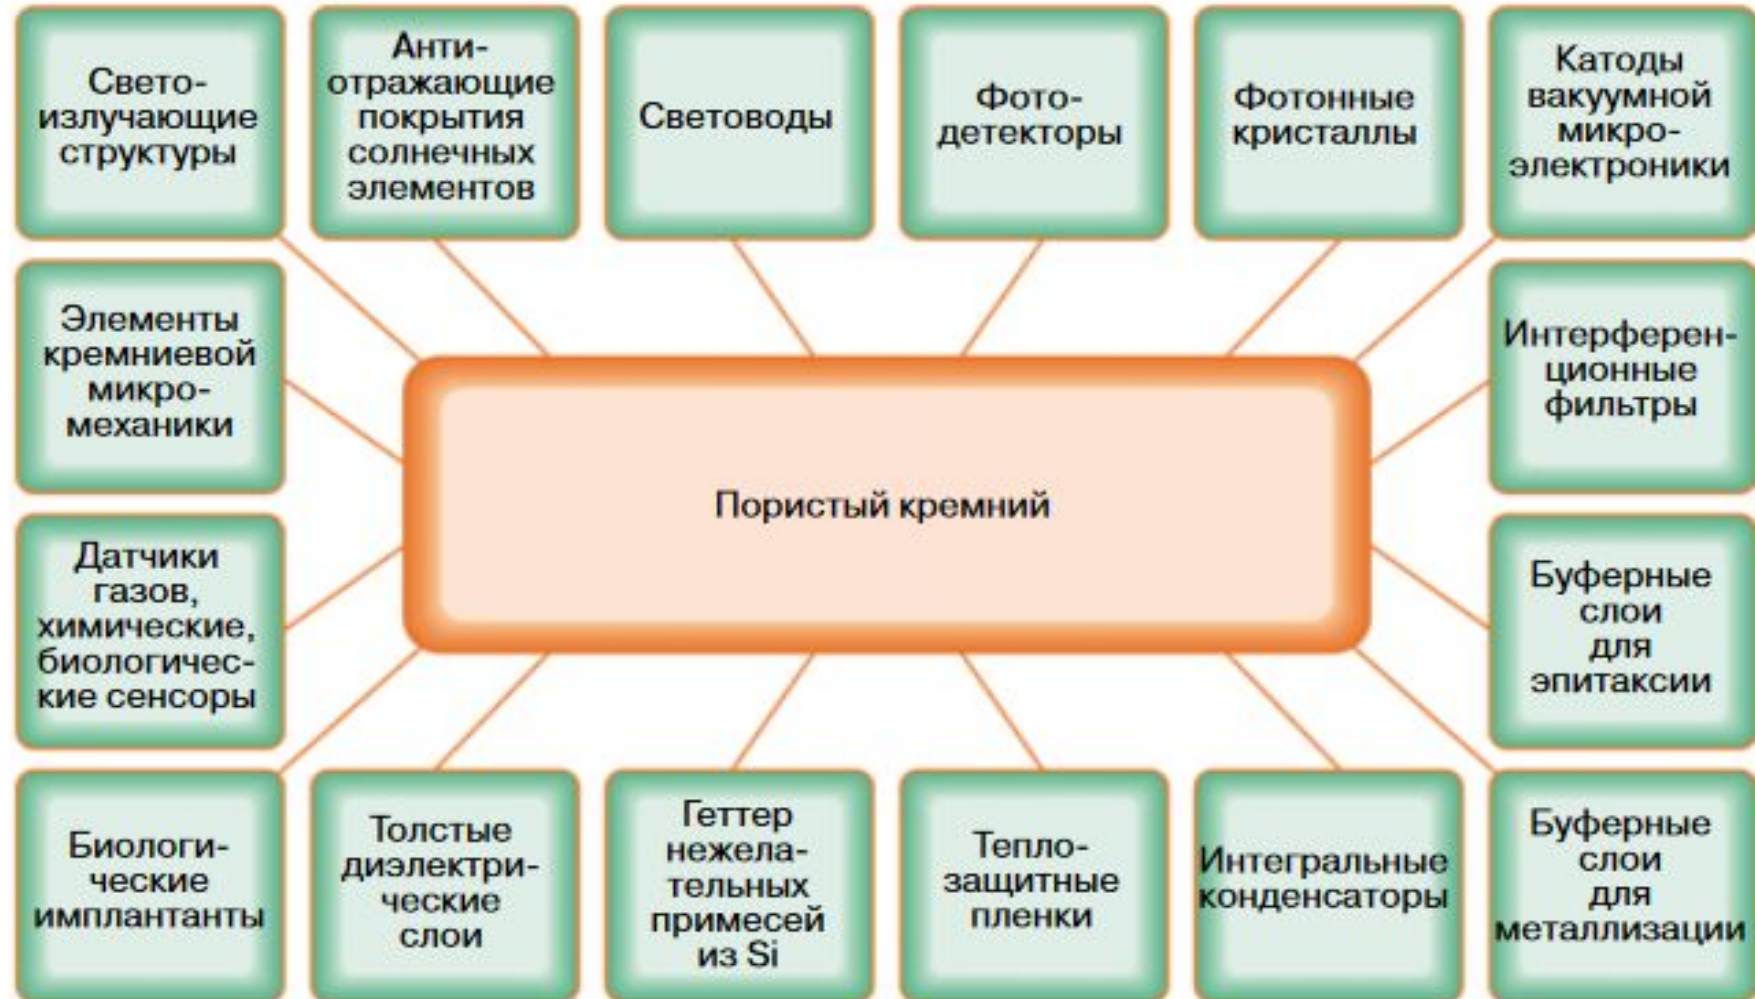 Свето-
излучающие
структуры
Анти-
отражающие
покрытия
солнечных
элементов
Световоды
Фото-
детекторы
Фотонные
кристаллы
Катоды
вакуумной
микро-
электроники
Элементы
кремниевой
микро-
механики
Интерферен-
ционные
фильтры
Пористый кремний
Датчики
газов,
химические,
биологичес-
кие сенсоры
Буферные
слои
для
эпитаксии
Биологи-
ческие
имплантанты
Толстые
диэлектри-
ческие
слои
Геттер
нежела-
тельных
примесей
из Si
Тепло-
защитные
пленки
Интегральные
конденсаторы
Буферные
слои
для
металлизации